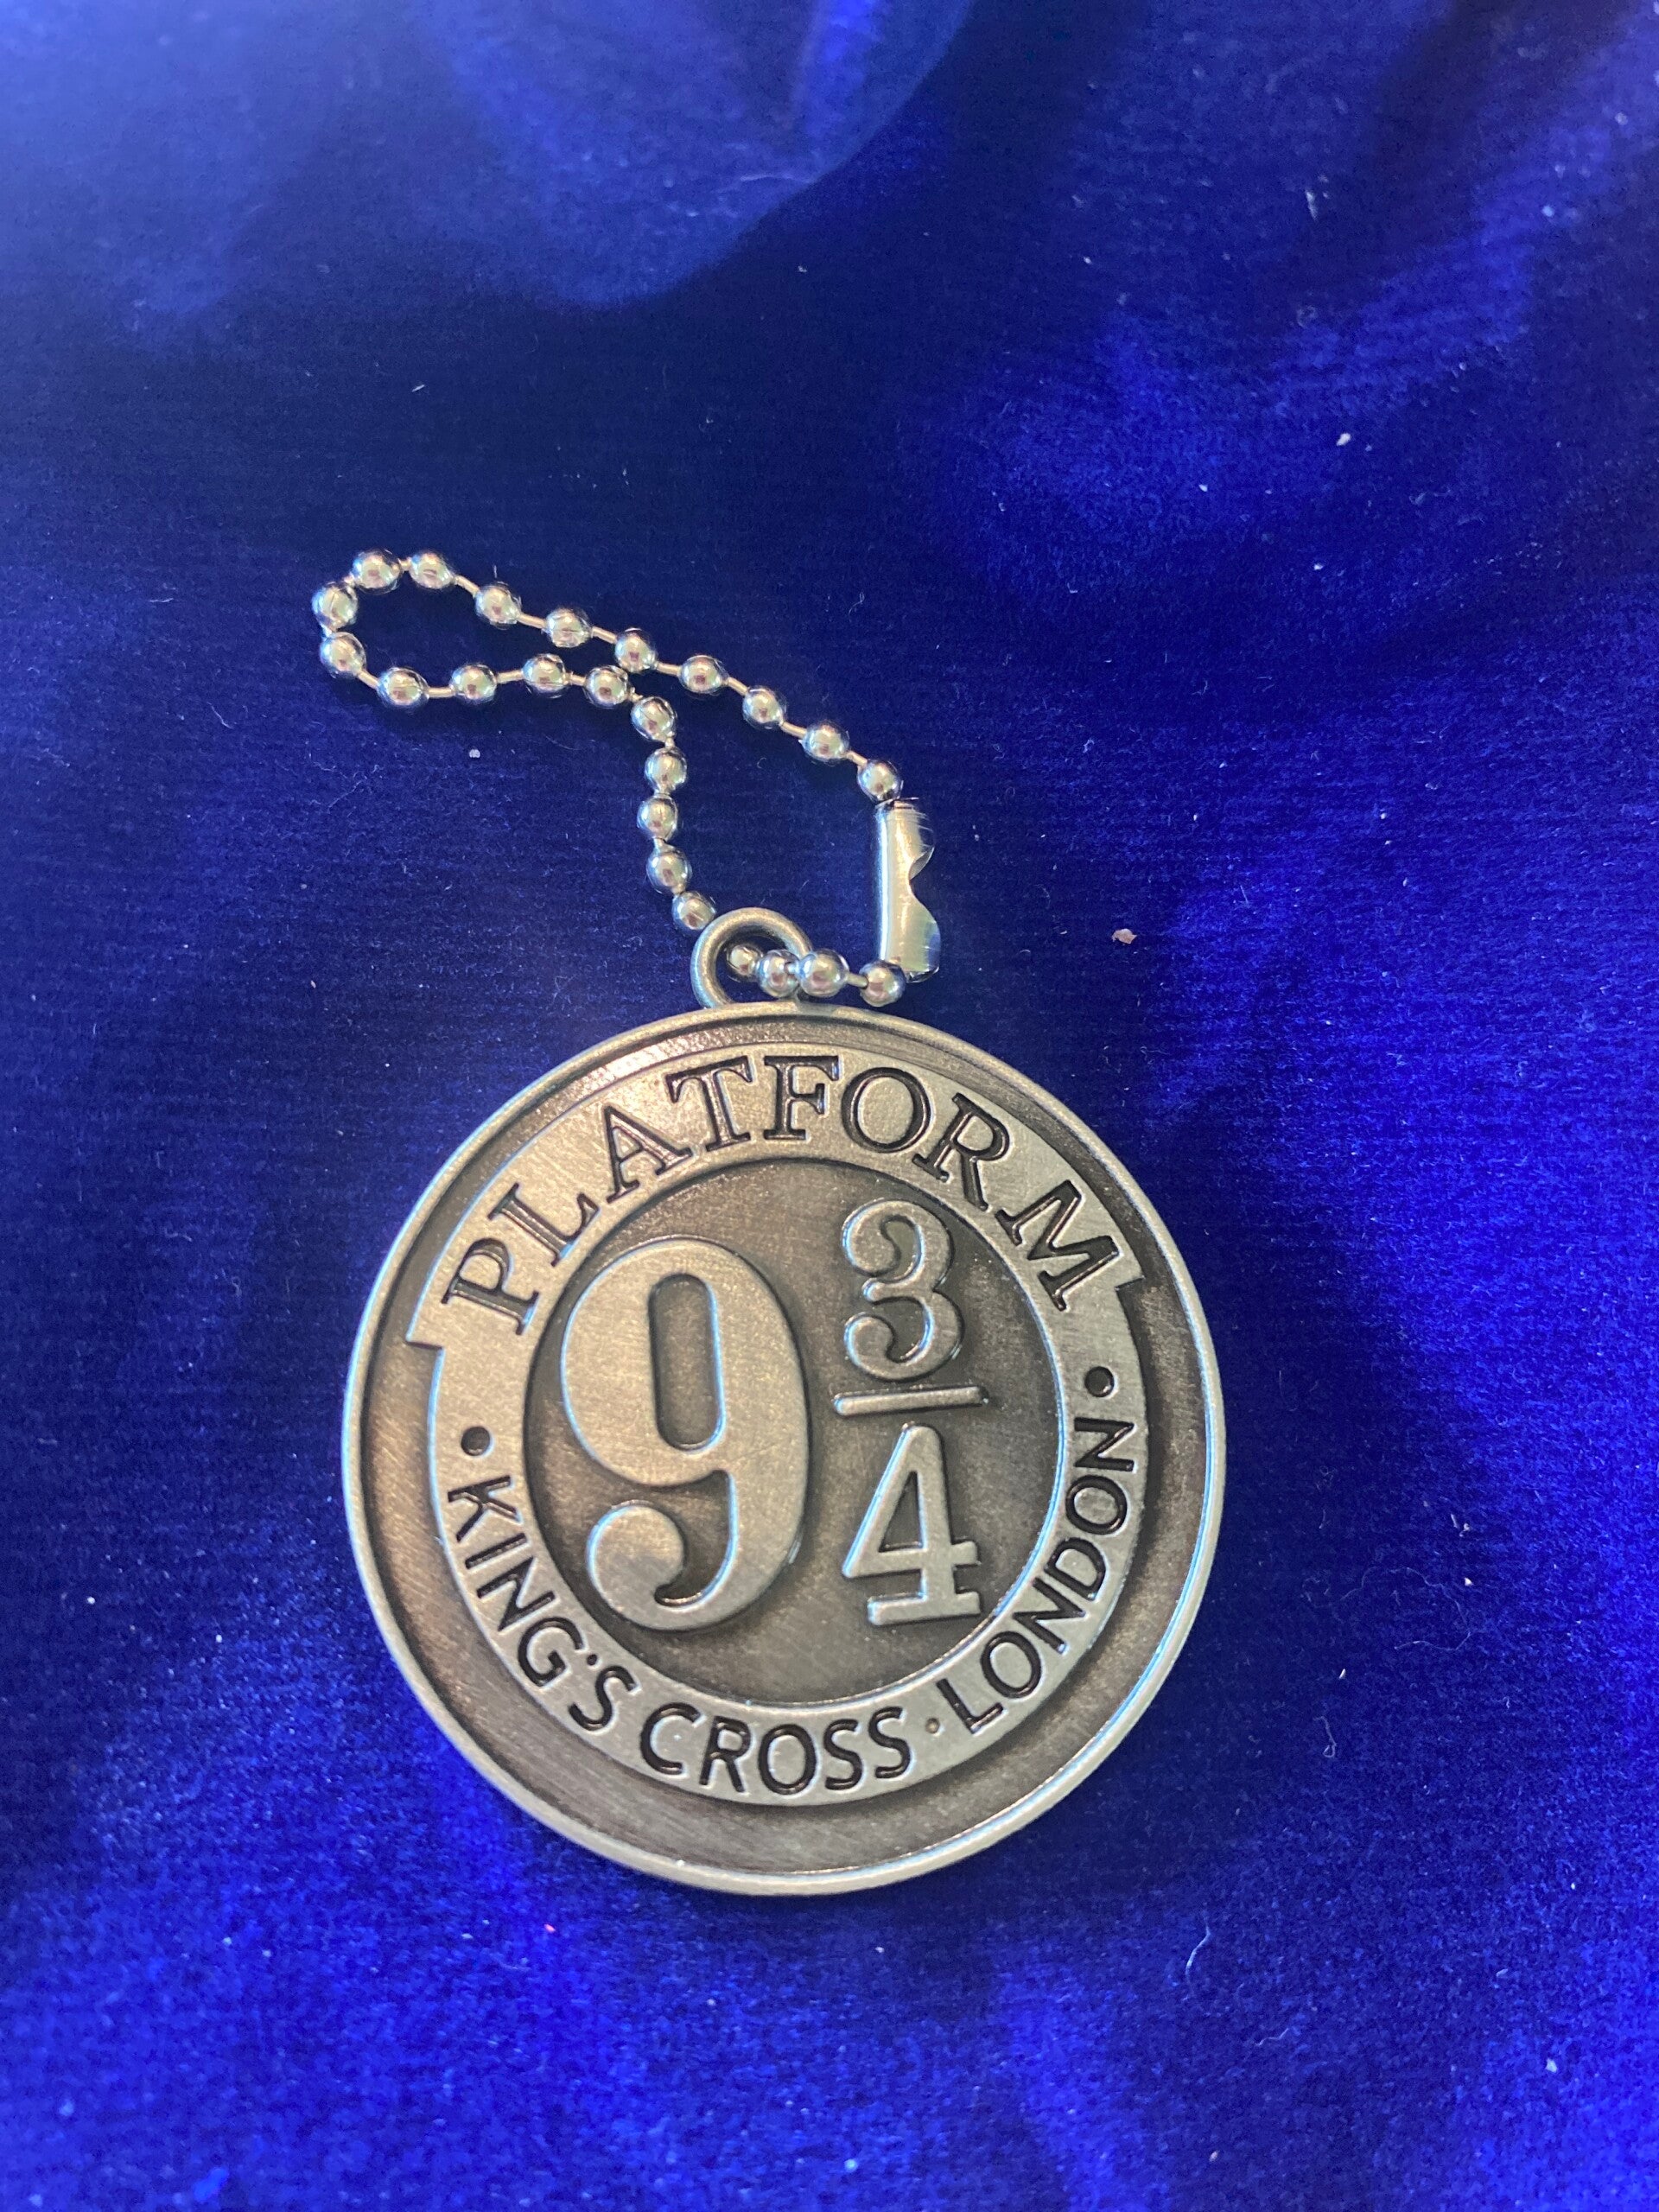 PLATFORM
9 3/4
• KING'S CROSS · LONDON •